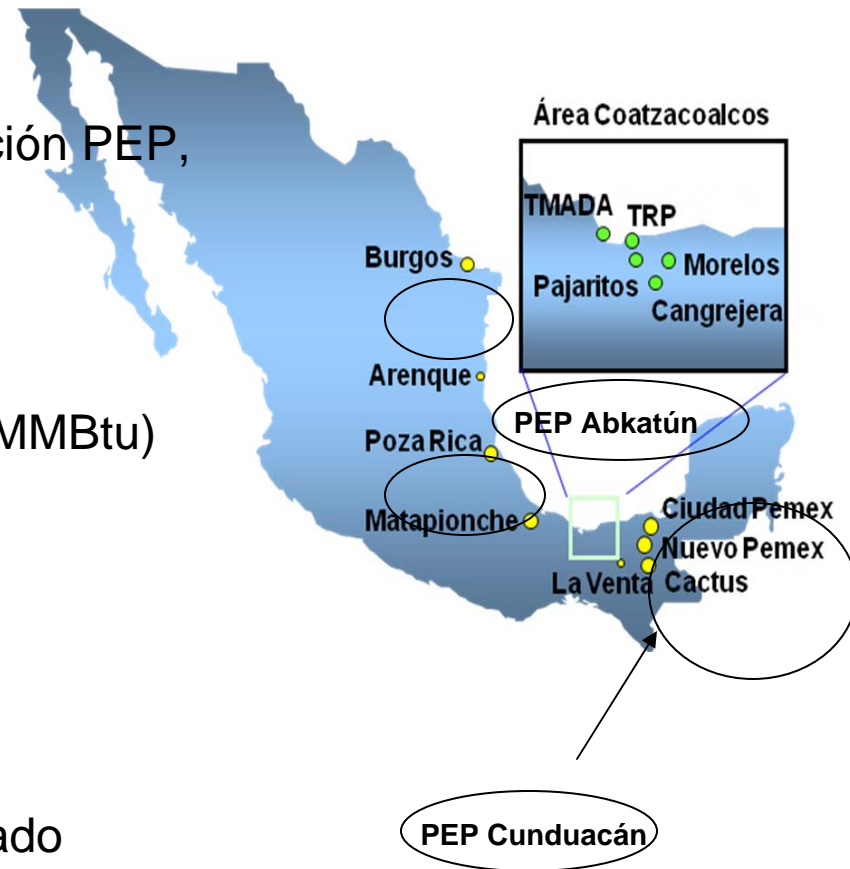 Área Coatzacoalcos
ción PEP,
TMADA
TRP
Burgos
Morelos
Pajaritos
Cangrejera
Arenque
PEP Abkatún
MMBtu)
Poza Rica
Ciudad Pemex
Matapionche
Nuevo Pemex
La Venta
Cactus
ado
PEP Cunduacán